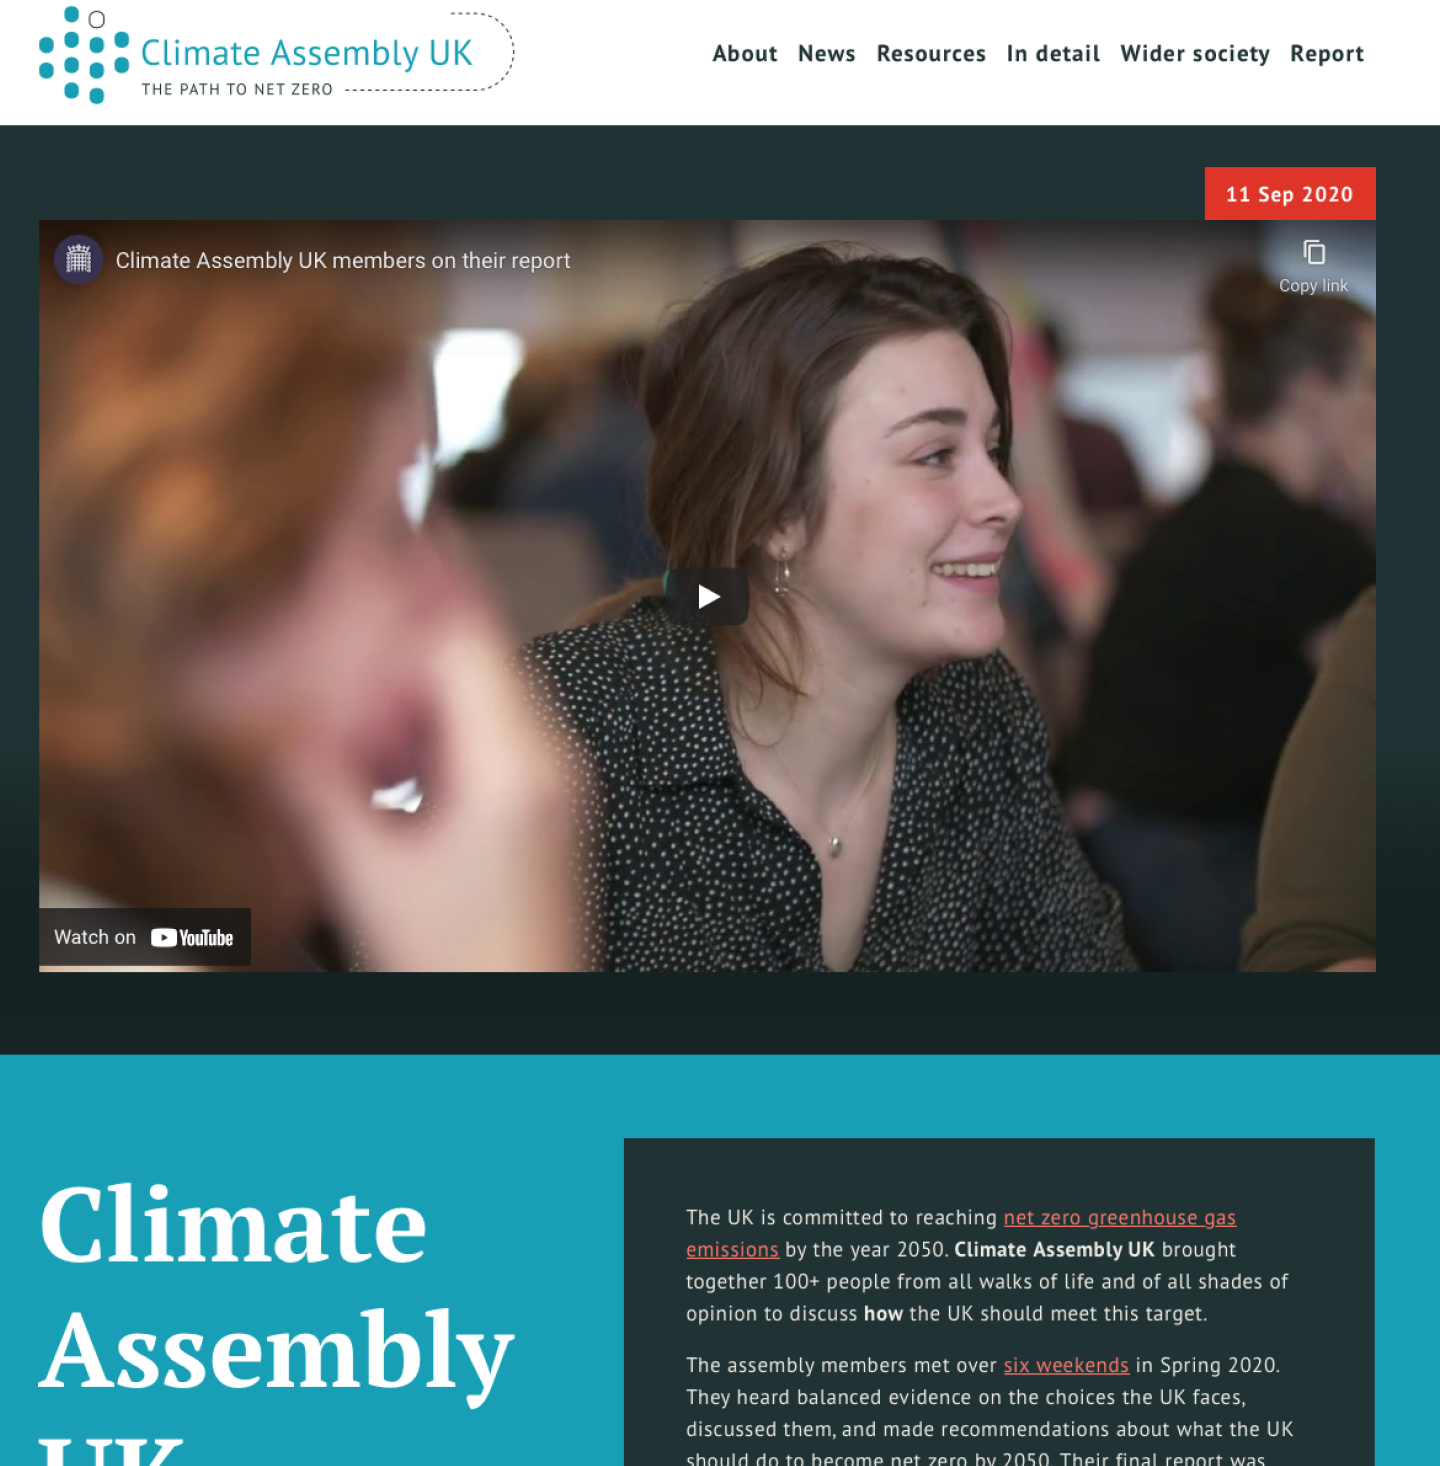 Climate Assembly UK
THE PATH TO NET ZERO
About News Resources In detail Wider society Report
11 Sep 2020
Climate Assembly UK members on their report
Copy link
Watch on YouTube
Climate
Assembly
UK
The UK is committed to reaching net zero greenhouse gas
emissions by the year 2050. Climate Assembly UK brought
together 100+ people from all walks of life and of all shades of
opinion to discuss how the UK should meet this target.
The assembly members met over six weekends in Spring 2020.
They heard balanced evidence on the choices the UK faces,
discussed them, and made recommendations about what the UK
should do to become net zero by 2050. Their final report was